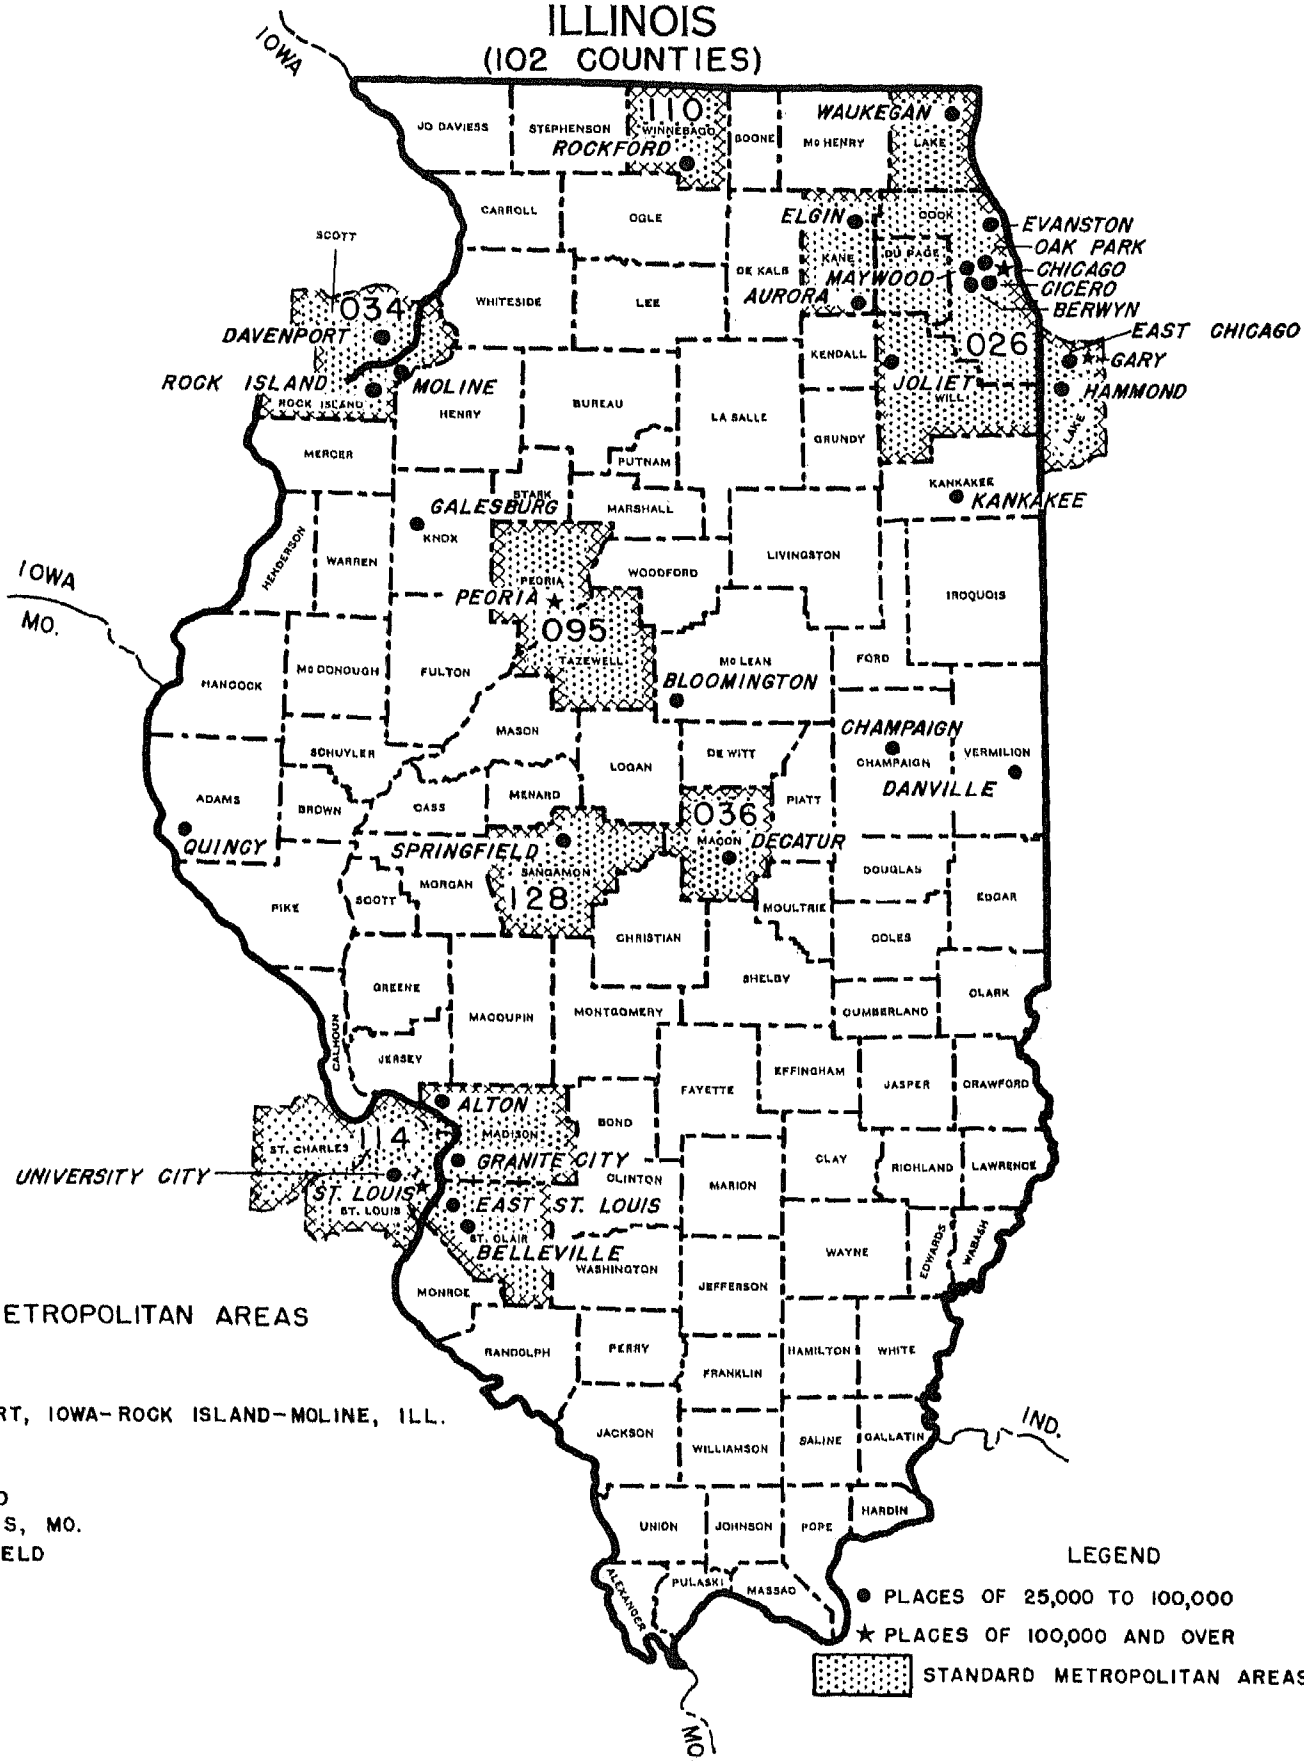 ILLINOIS
(102 COUNTIES)
IOWA
JO DAVIESS
STEPHENSON
110
WINNEBAGO
ROCKFORD
BOONE
McHENRY
WAUKEGAN
LAKE
CARROLL
OGLE
ELGIN
COOK
EVANSTON
OAK PARK
SCOTT
DE KALB
KANE
DU PAGE
MAYWOOD
CHICAGO
CICERO
BERWYN
WHITESIDE
LEE
AURORA
034
DAVENPORT
KENDALL
026
EAST CHICAGO
GARY
HAMMOND
LAKE
ROCK ISLAND
ROCK ISLAND
MOLINE
HENRY
BUREAU
LA SALLE
JOLIET
WILL
GRUNDY
MERCER
PUTNAM
KANKAKEE
KANKAKEE
STARK
GALESBURG
KNOX
MARSHALL
HENDERSON
WARREN
LIVINGSTON
IOWA
MO.
PEORIA
WOODFORD
PEORIA
IROQUOIS
095
TAZEWELL
HANCOCK
McDONOUGH
FULTON
McLEAN
BLOOMINGTON
FORD
MASON
CHAMPAIGN
CHAMPAIGN
SCHUYLER
LOGAN
DE WITT
VERMILION
DANVILLE
ADAMS
BROWN
CASS
MENARD
PIATT
036
MACON
DECATUR
QUINCY
SPRINGFIELD
SANGAMON
128
MORGAN
SCOTT
PIKE
DOUGLAS
EDGAR
MOULTRIE
COLES
CHRISTIAN
SHELBY
GREENE
MACOUPIN
MONTGOMERY
CUMBERLAND
CLARK
CALHOUN
JERSEY
FAYETTE
EFFINGHAM
JASPER
CRAWFORD
ALTON
MADISON
BOND
114
ST. CHARLES
GRANITE CITY
CLINTON
CLAY
RICHLAND
LAWRENCE
UNIVERSITY CITY
ST. LOUIS
ST. LOUIS
MARION
EAST ST. LOUIS
ST. CLAIR
BELLEVILLE
WASHINGTON
WAYNE
EDWARDS
WABASH
JEFFERSON
MONROE
ETROPOLITAN AREAS
RANDOLPH
PERRY
HAMILTON
WHITE
FRANKLIN
RT, IOWA-ROCK ISLAND-MOLINE, ILL.
JACKSON
WILLIAMSON
SALINE
GALLATIN
IND.
D
S, MO.
ELD
UNION
JOHNSON
POPE
HARDIN
ALEXANDER
PULASKI
MASSAC
MO
LEGEND
PLACES OF 25,000 TO 100,000
PLACES OF 100,000 AND OVER
STANDARD METROPOLITAN AREAS